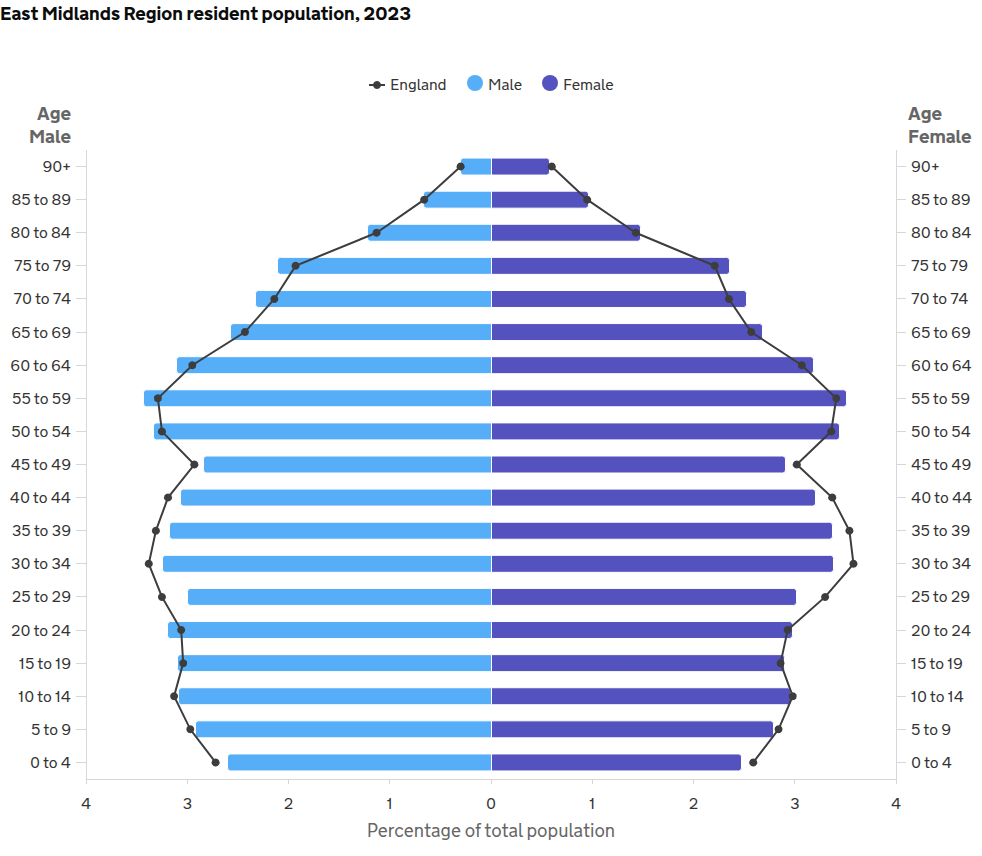 East Midlands Region resident population, 2023
England Male Female
Age Male
Age Female
90+ 90+
85 to 89 85 to 89
80 to 84 80 to 84
75 to 79 75 to 79
70 to 74 70 to 74
65 to 69 65 to 69
60 to 64 60 to 64
55 to 59 55 to 59
50 to 54 50 to 54
45 to 49 45 to 49
40 to 44 40 to 44
35 to 39 35 to 39
30 to 34 30 to 34
25 to 29 25 to 29
20 to 24 20 to 24
15 to 19 15 to 19
10 to 14 10 to 14
5 to 9 5 to 9
0 to 4 0 to 4
4 3 2 1 0 1 2 3 4
Percentage of total population